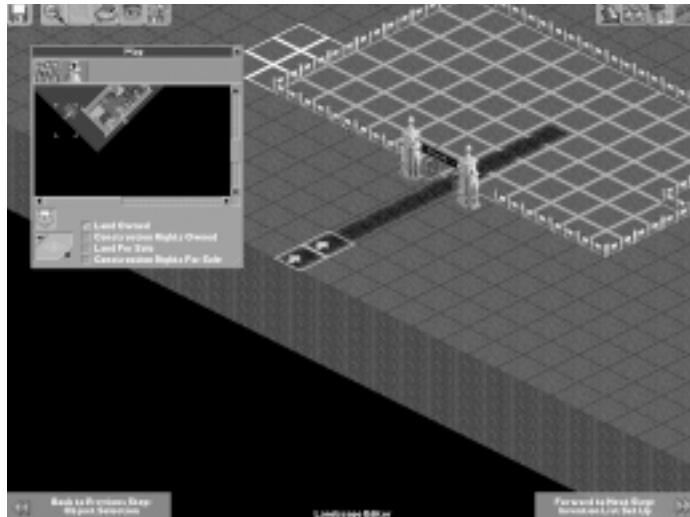 Map
Land Owned
Construction Rights Owned
Land For Sale
Construction Rights For Sale
Back to Previous Step:
Object Selection
Landscape Editor
Forward to Next Step:
Invention List Set Up